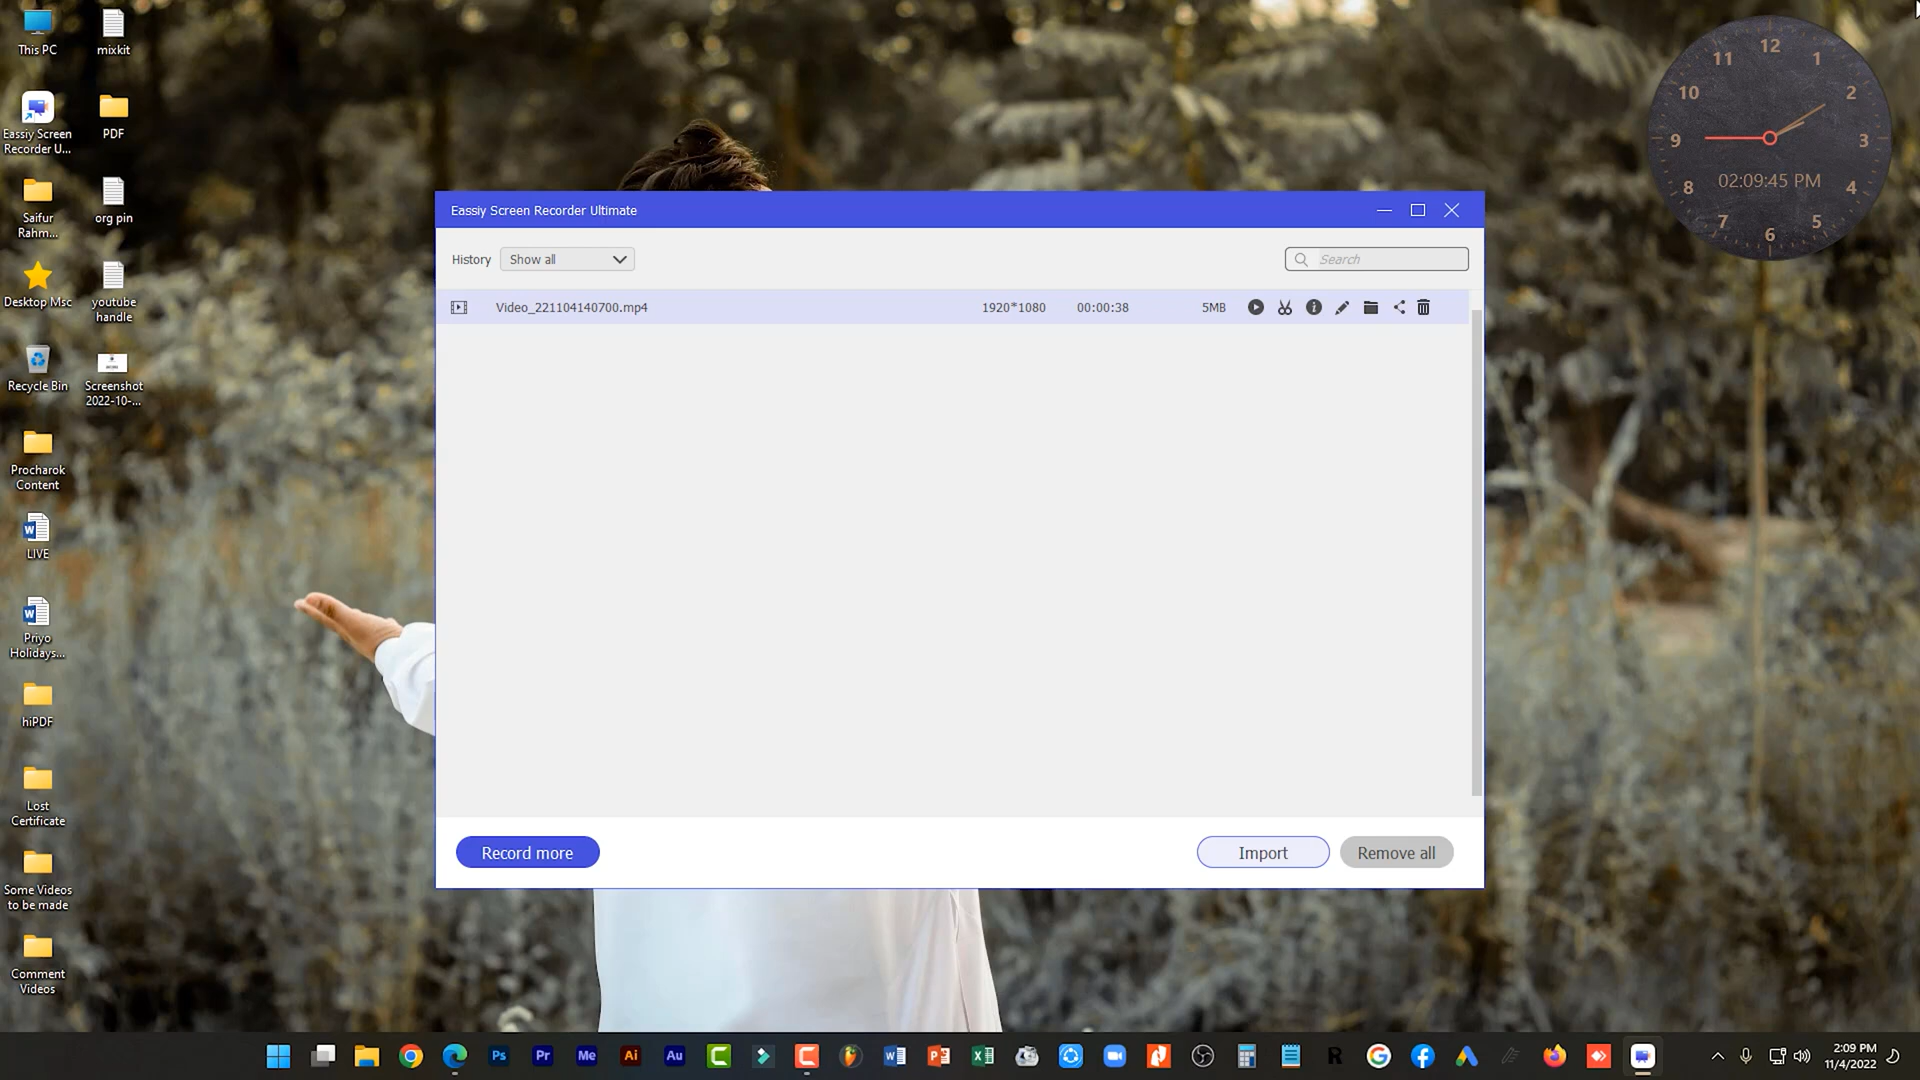 This PC
mixkit
Eassiy Screen
Recorder U...
PDF
Saifur
Rahm...
org pin
Desktop Msc
youtube
handle
Recycle Bin
Screenshot
2022-10-...
Procharok
Content
LIVE
Priyo
Holidays...
hiPDF
Lost
Certificate
Some Videos
to be made
Comment
Videos
Eassiy Screen Recorder Ultimate
History
Show all
Search
Video_221104140700.mp4
1920*1080
00:00:38
5MB
Record more
Import
Remove all
12
1
2
3
4
5
6
7
8
9
10
11
02:09:45 PM
Ps
Pr
Me
Ai
Au
2:09 PM
11/4/2022